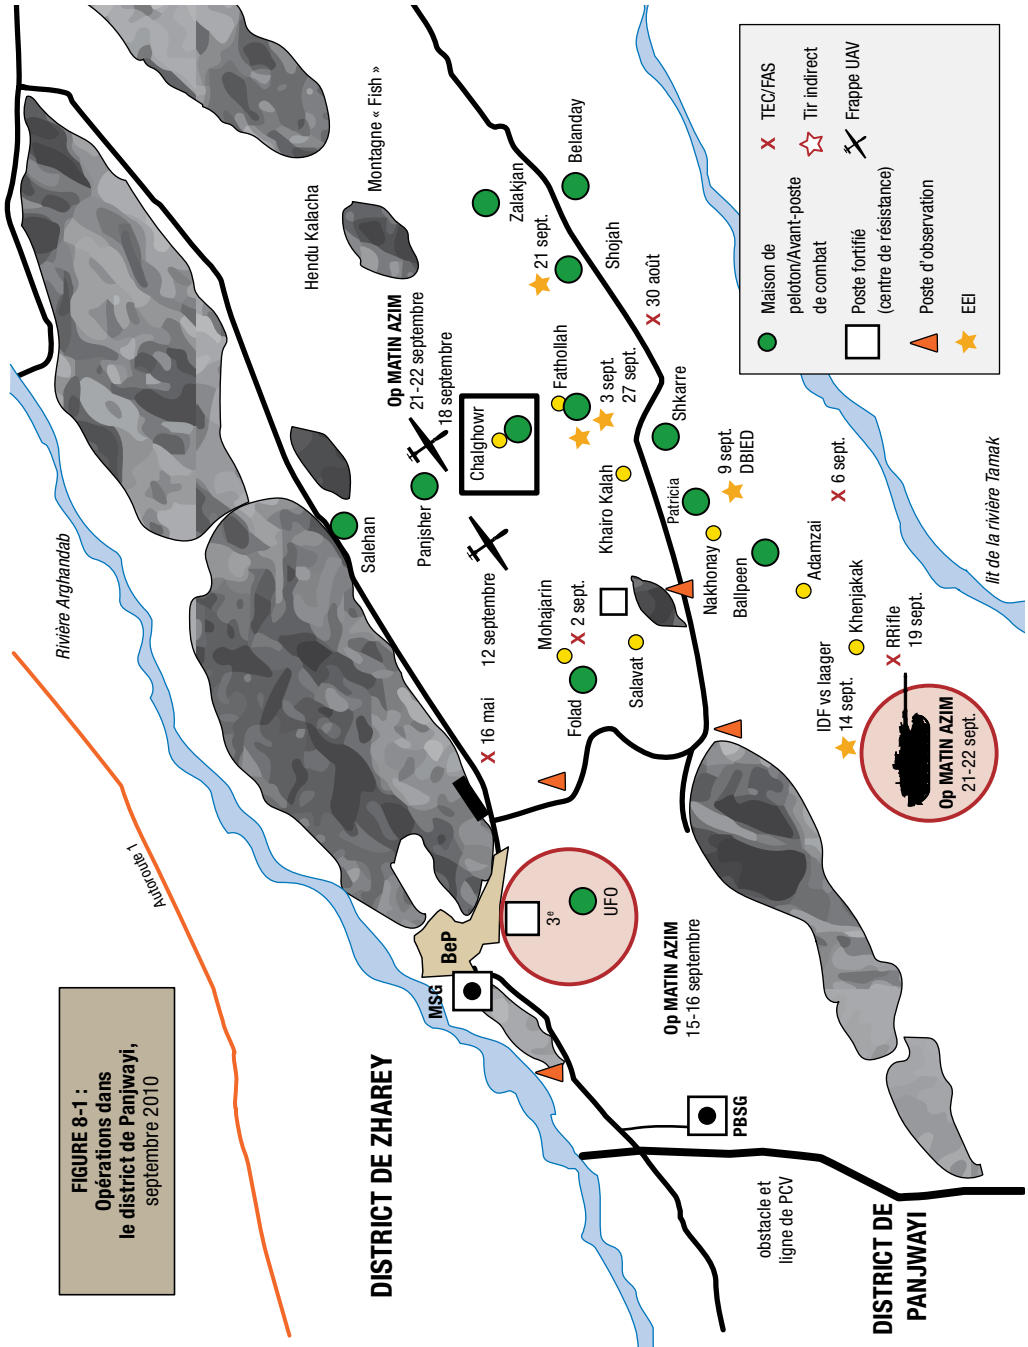 FIGURE 8-1 :
Opérations dans
le district de Panjwayi,
septembre 2010
Autoroute 1
Rivière Arghandab
DISTRICT DE ZHAREY
MSG
BeP
3e
UFO
Op MATIN AZIM
15-16 septembre
PBSG
obstacle et
ligne de PCV
DISTRICT DE
PANJWAYI
Hendu Kalacha
Montagne « Fish »
Salehan
Panjsher
Op MATIN AZIM
21-22 septembre
18 septembre
Chalghowr
12 septembre
X 16 mai
Mohajarin
X 2 sept.
Folad
Salavat
Khairo Kalah
Fathollah
3 sept.
27 sept.
21 sept.
Shojah
Zalakjan
Belanday
X 30 août
Shkarre
Patricia
9 sept.
DBIED
Nakhonay
Ballpeen
Adamzai
X 6 sept.
Khenjakak
IDF vs laager
14 sept.
X RRifle
19 sept.
Op MATIN AZIM
21-22 sept.
lit de la rivière Tarnak
Maison de
peloton/Avant-poste
de combat
Poste fortifié
(centre de résistance)
Poste d'observation
EEI
X TEC/FAS
Tir indirect
Frappe UAV